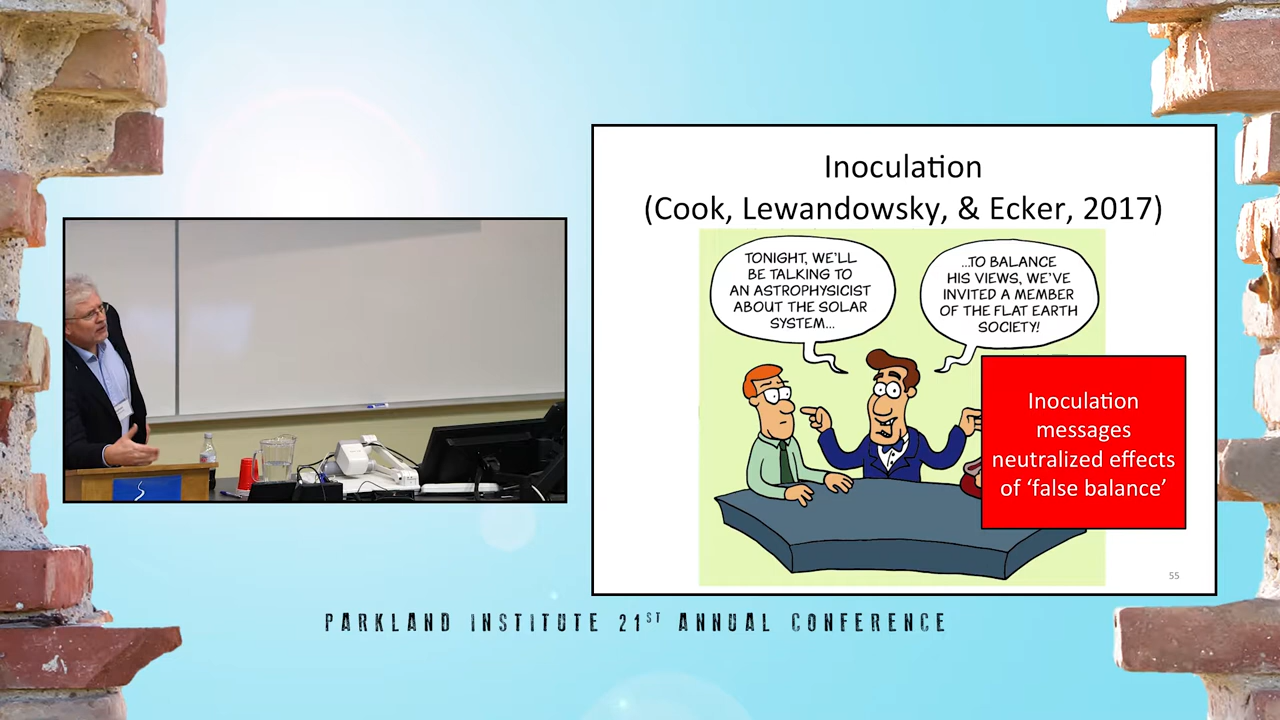 Inoculation
(Cook, Lewandowsky, & Ecker, 2017)
TONIGHT, WE'LL
BE TALKING TO
AN ASTROPHYSICIST
ABOUT THE SOLAR
SYSTEM...
...TO BALANCE
HIS VIEWS, WE'VE
INVITED A MEMBER
OF THE FLAT EARTH
SOCIETY!
Inoculation
messages
neutralized effects
of ‘false balance’
55
PARKLAND INSTITUTE 21ST ANNUAL CONFERENCE